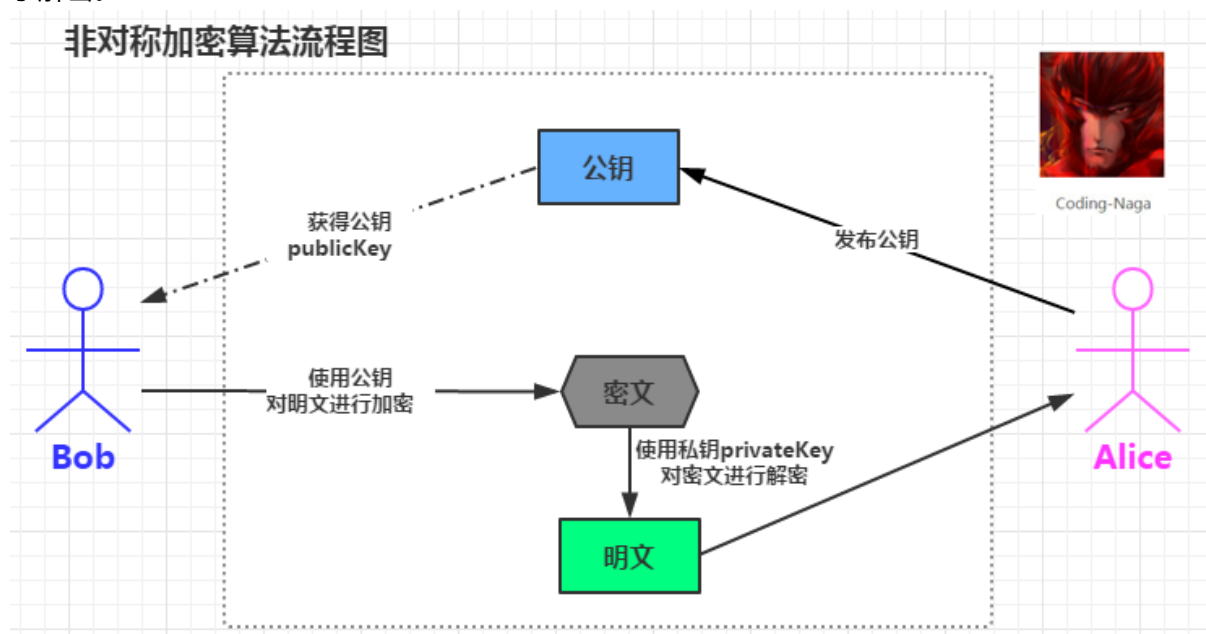 非对称加密算法流程图
公钥
Coding-Naga
获得公钥
publicKey
发布公钥
使用公钥
对明文进行加密
密文
使用私钥privateKey
对密文进行解密
Bob
Alice
明文